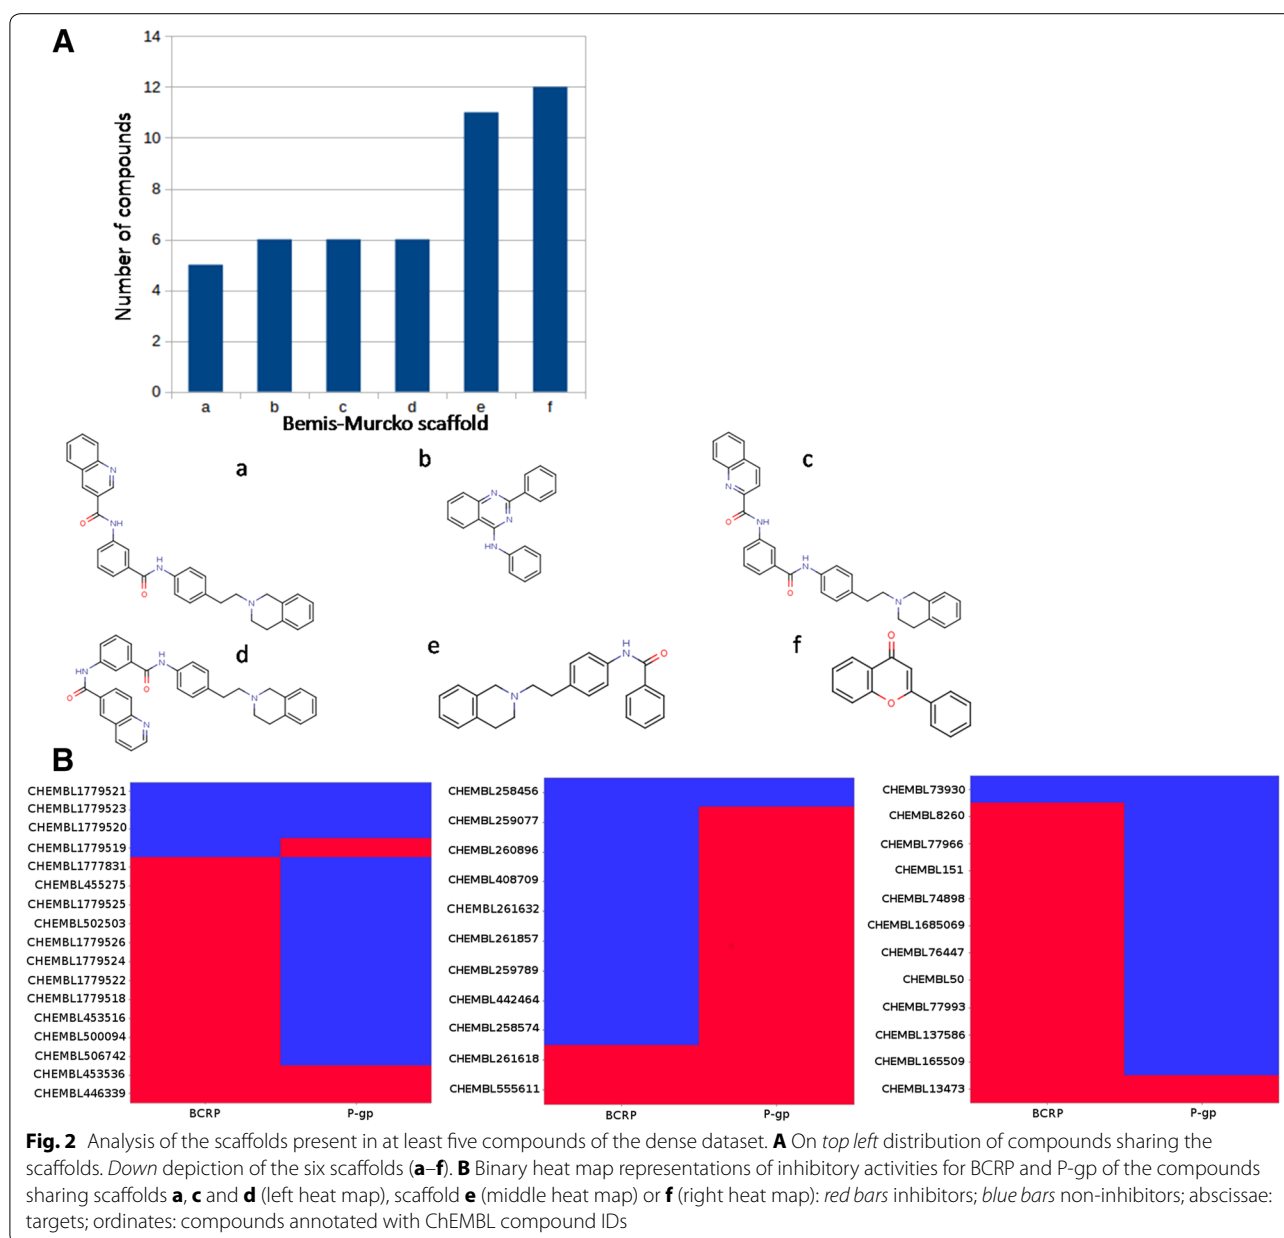 A
14
12
10
8
6
4
2
0
Number of compounds
a b c d e f
Bemis-Murcko scaffold
a
N
O
NH
H
N
O
N
b
N
N
HN
c
N
O
NH
H
N
O
N
d
H
N
NH
O
O
N
N
e
H
N
O
N
f
O
O
B
CHEMBL1779521
CHEMBL1779523
CHEMBL1779520
CHEMBL1779519
CHEMBL1777831
CHEMBL455275
CHEMBL1779525
CHEMBL502503
CHEMBL1779526
CHEMBL1779524
CHEMBL1779522
CHEMBL1779518
CHEMBL453516
CHEMBL500094
CHEMBL506742
CHEMBL453536
CHEMBL446339
BCRP P-gp
CHEMBL258456
CHEMBL259077
CHEMBL260896
CHEMBL408709
CHEMBL261632
CHEMBL261857
CHEMBL259789
CHEMBL442464
CHEMBL258574
CHEMBL261618
CHEMBL555611
BCRP P-gp
CHEMBL73930
CHEMBL8260
CHEMBL77966
CHEMBL151
CHEMBL74898
CHEMBL1685069
CHEMBL76447
CHEMBL50
CHEMBL77993
CHEMBL137586
CHEMBL165509
CHEMBL13473
BCRP P-gp
Fig. 2 Analysis of the scaffolds present in at least five compounds of the dense dataset. A On top left distribution of compounds sharing the
scaffolds. Down depiction of the six scaffolds (a–f). B Binary heat map representations of inhibitory activities for BCRP and P-gp of the compounds
sharing scaffolds a, c and d (left heat map), scaffold e (middle heat map) or f (right heat map): red bars inhibitors; blue bars non-inhibitors; abscissae:
targets; ordinates: compounds annotated with ChEMBL compound IDs